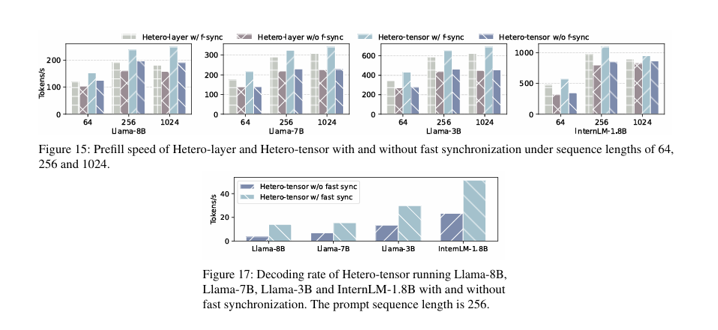 Hetero-layer w/ f-sync Hetero-layer w/o f-sync Hetero-tensor w/ f-sync Hetero-tensor w/o f-sync
Tokens/s
200
100
0
64 256 1024
Llama-8B
300
200
100
0
64 256 1024
Llama-7B
600
400
200
0
64 256 1024
Llama-3B
1000
500
0
64 256 1024
InternLM-1.8B
Figure 15: Prefill speed of Hetero-layer and Hetero-tensor with and without fast synchronization under sequence lengths of 64,
256 and 1024.
Tokens/s
40
20
0
Hetero-tensor w/o fast sync
Hetero-tensor w/ fast sync
Llama-8B Llama-7B Llama-3B InternLM-1.8B
Figure 17: Decoding rate of Hetero-tensor running Llama-8B,
Llama-7B, Llama-3B and InternLM-1.8B with and without
fast synchronization. The prompt sequence length is 256.